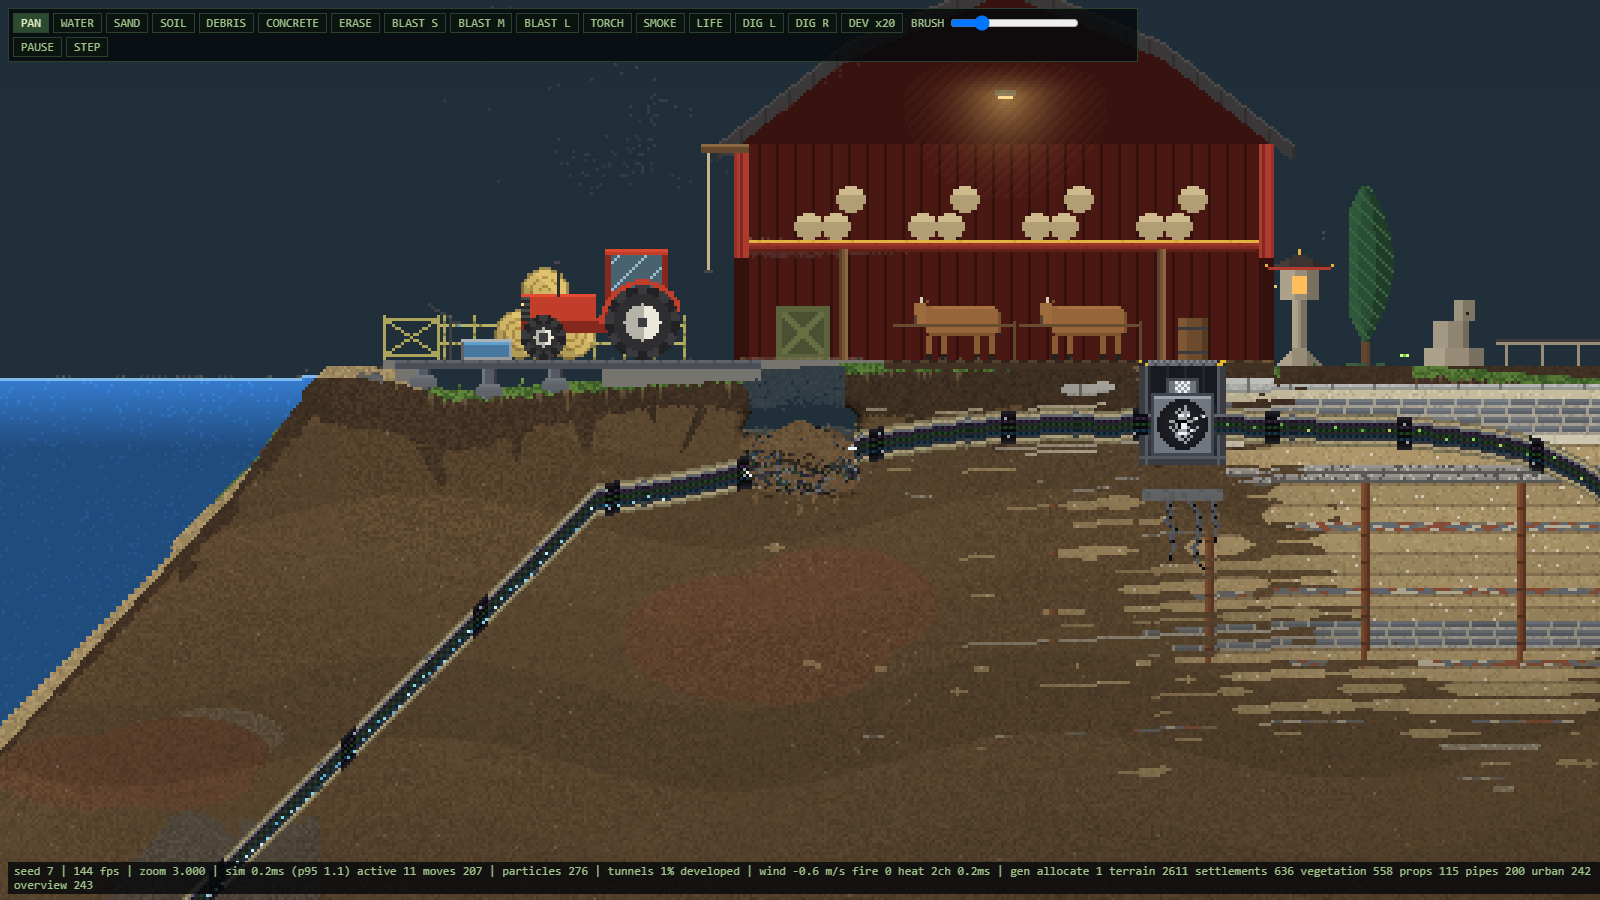 PAN WATER SAND SOIL DEBRIS CONCRETE ERASE BLAST S BLAST M BLAST L TORCH SMOKE LIFE DIG L DIG R DEV x20 BRUSH
PAUSE STEP
seed 7 | 144 fps | zoom 3.000 | sim 0.2ms (p95 1.1) active 11 moves 207 | particles 276 | tunnels 1% developed | wind -0.6 m/s fire 0 heat 2ch 0.2ms | gen allocate 1 terrain 2611 settlements 636 vegetation 558 props 115 pipes 200 urban 242
overview 243